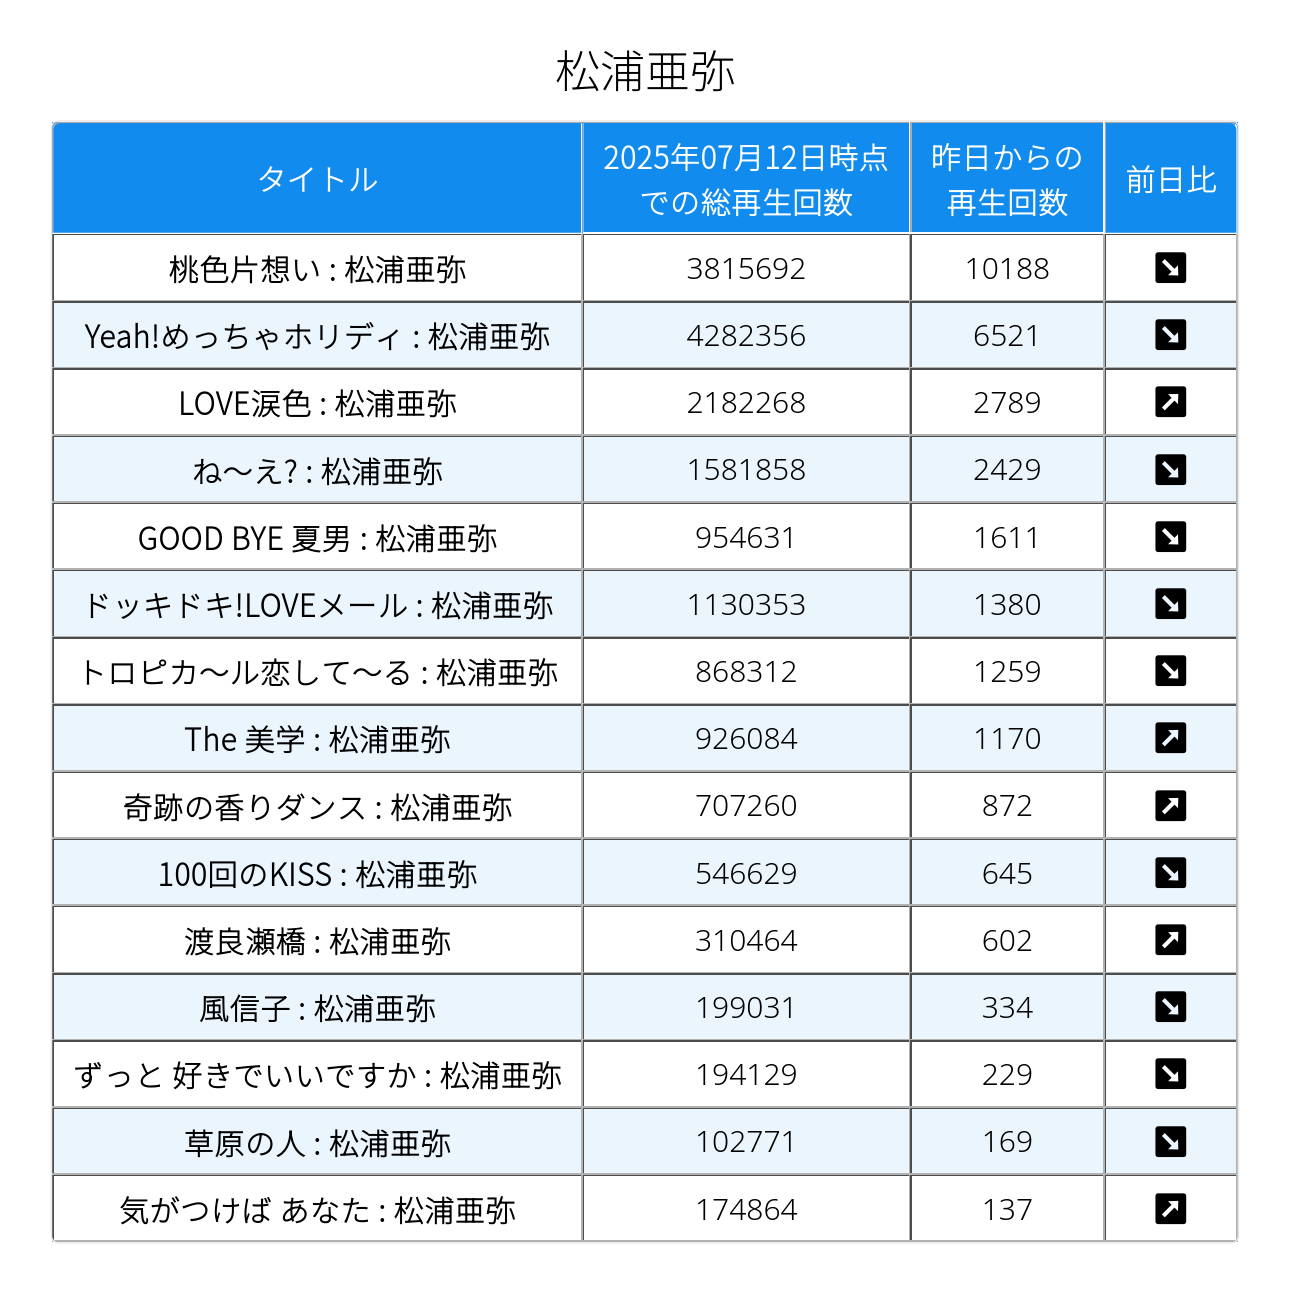 松浦亜弥
タイトル 2025年07月12日時点での総再生回数 昨日からの再生回数 前日比
桃色片想い : 松浦亜弥 3815692 10188 ↘
Yeah!めっちゃホリディ : 松浦亜弥 4282356 6521 ↘
LOVE涙色 : 松浦亜弥 2182268 2789 ↗
ね〜え? : 松浦亜弥 1581858 2429 ↘
GOOD BYE 夏男 : 松浦亜弥 954631 1611 ↘
ドッキドキ!LOVEメール : 松浦亜弥 1130353 1380 ↘
トロピカ〜ル恋して〜る : 松浦亜弥 868312 1259 ↘
The 美学 : 松浦亜弥 926084 1170 ↗
奇跡の香りダンス : 松浦亜弥 707260 872 ↗
100回のKISS : 松浦亜弥 546629 645 ↘
渡良瀬橋 : 松浦亜弥 310464 602 ↗
風信子 : 松浦亜弥 199031 334 ↘
ずっと 好きでいいですか : 松浦亜弥 194129 229 ↘
草原の人 : 松浦亜弥 102771 169 ↘
気がつけば あなた : 松浦亜弥 174864 137 ↗